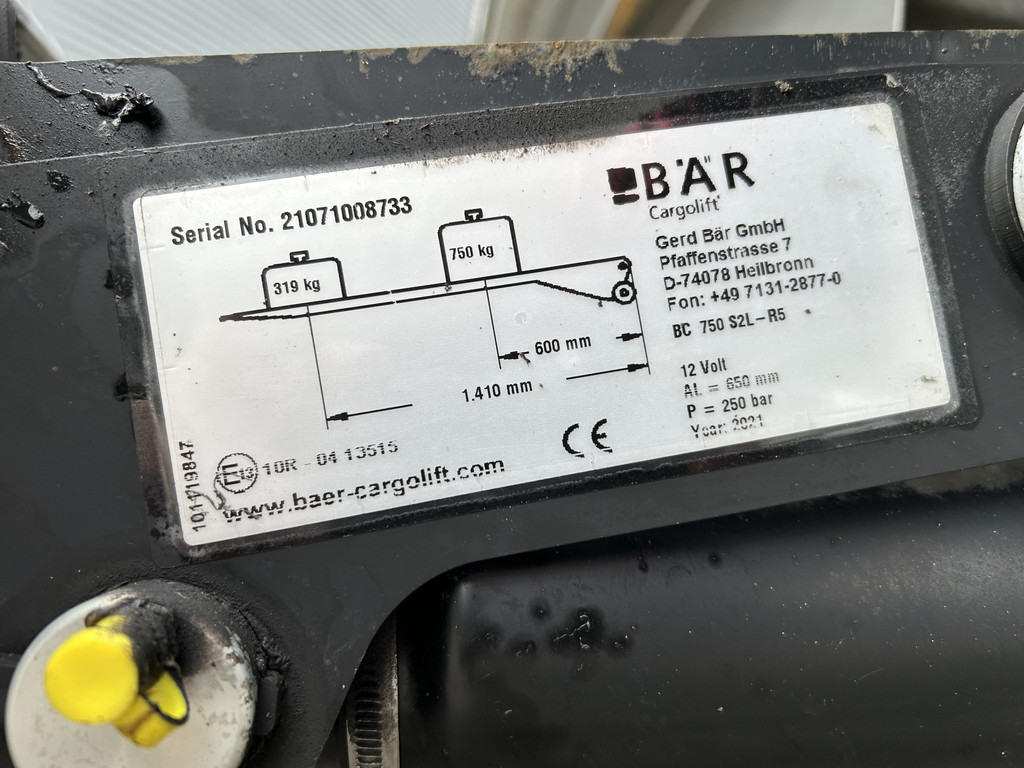 Serial No. 21071008733
319 kg
750 kg
600 mm
1.410 mm
BÄR
Cargolift
Gerd Bär GmbH
Pfaffenstrasse 7
D-74078 Heilbronn
Fon: +49 7131-2877-0
BC 750 S2L-R5
12 Volt
AL = 650 mm
P = 250 bar
Year: 2021
CE
10R - 04 13515
www.baer-cargolift.com